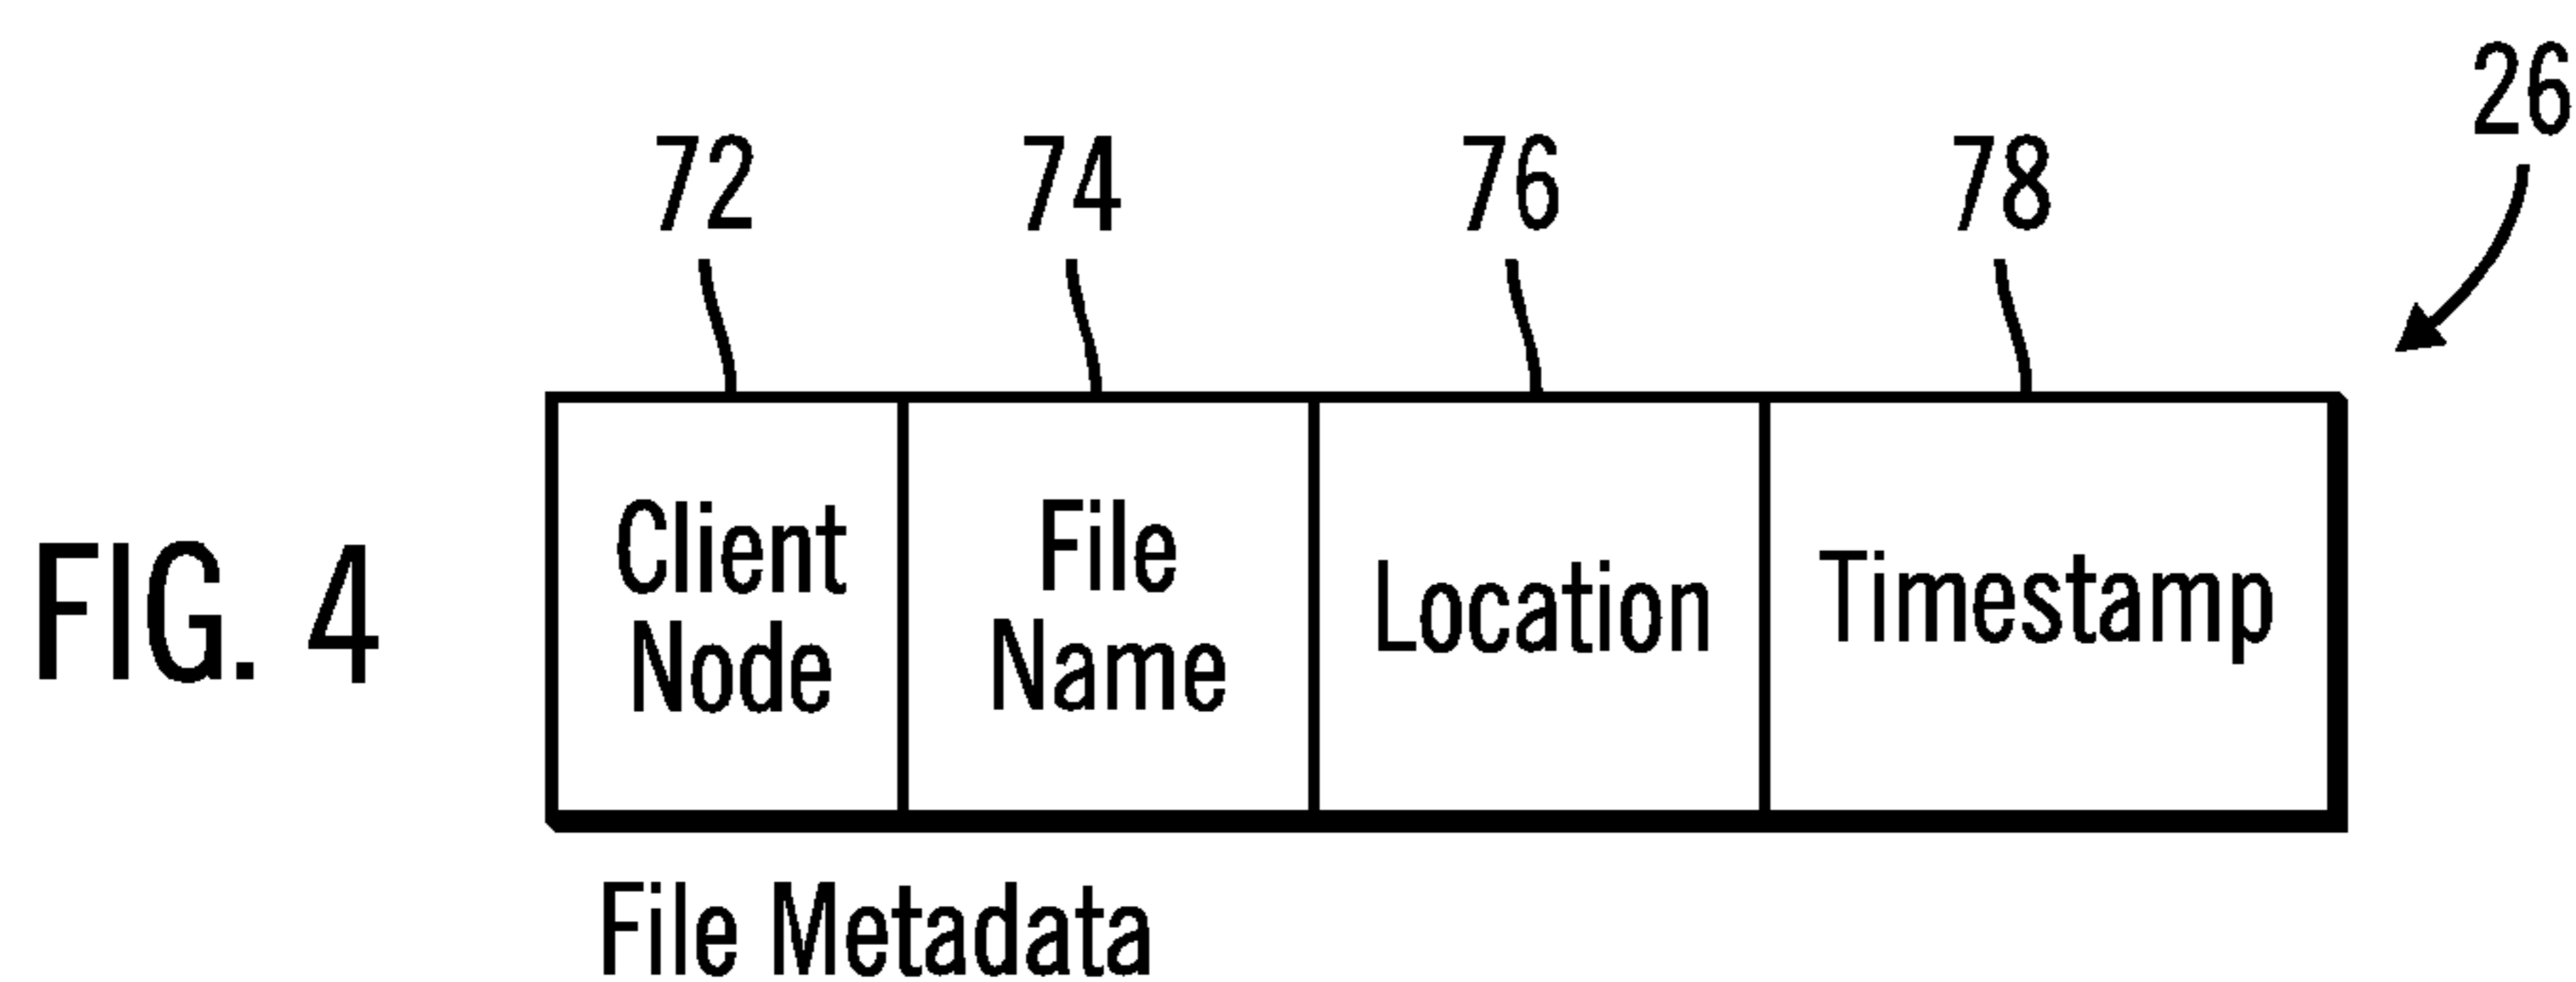 26
72 74 76 78
FIG. 4
Client
Node
File
Name
Location
Timestamp
File Metadata